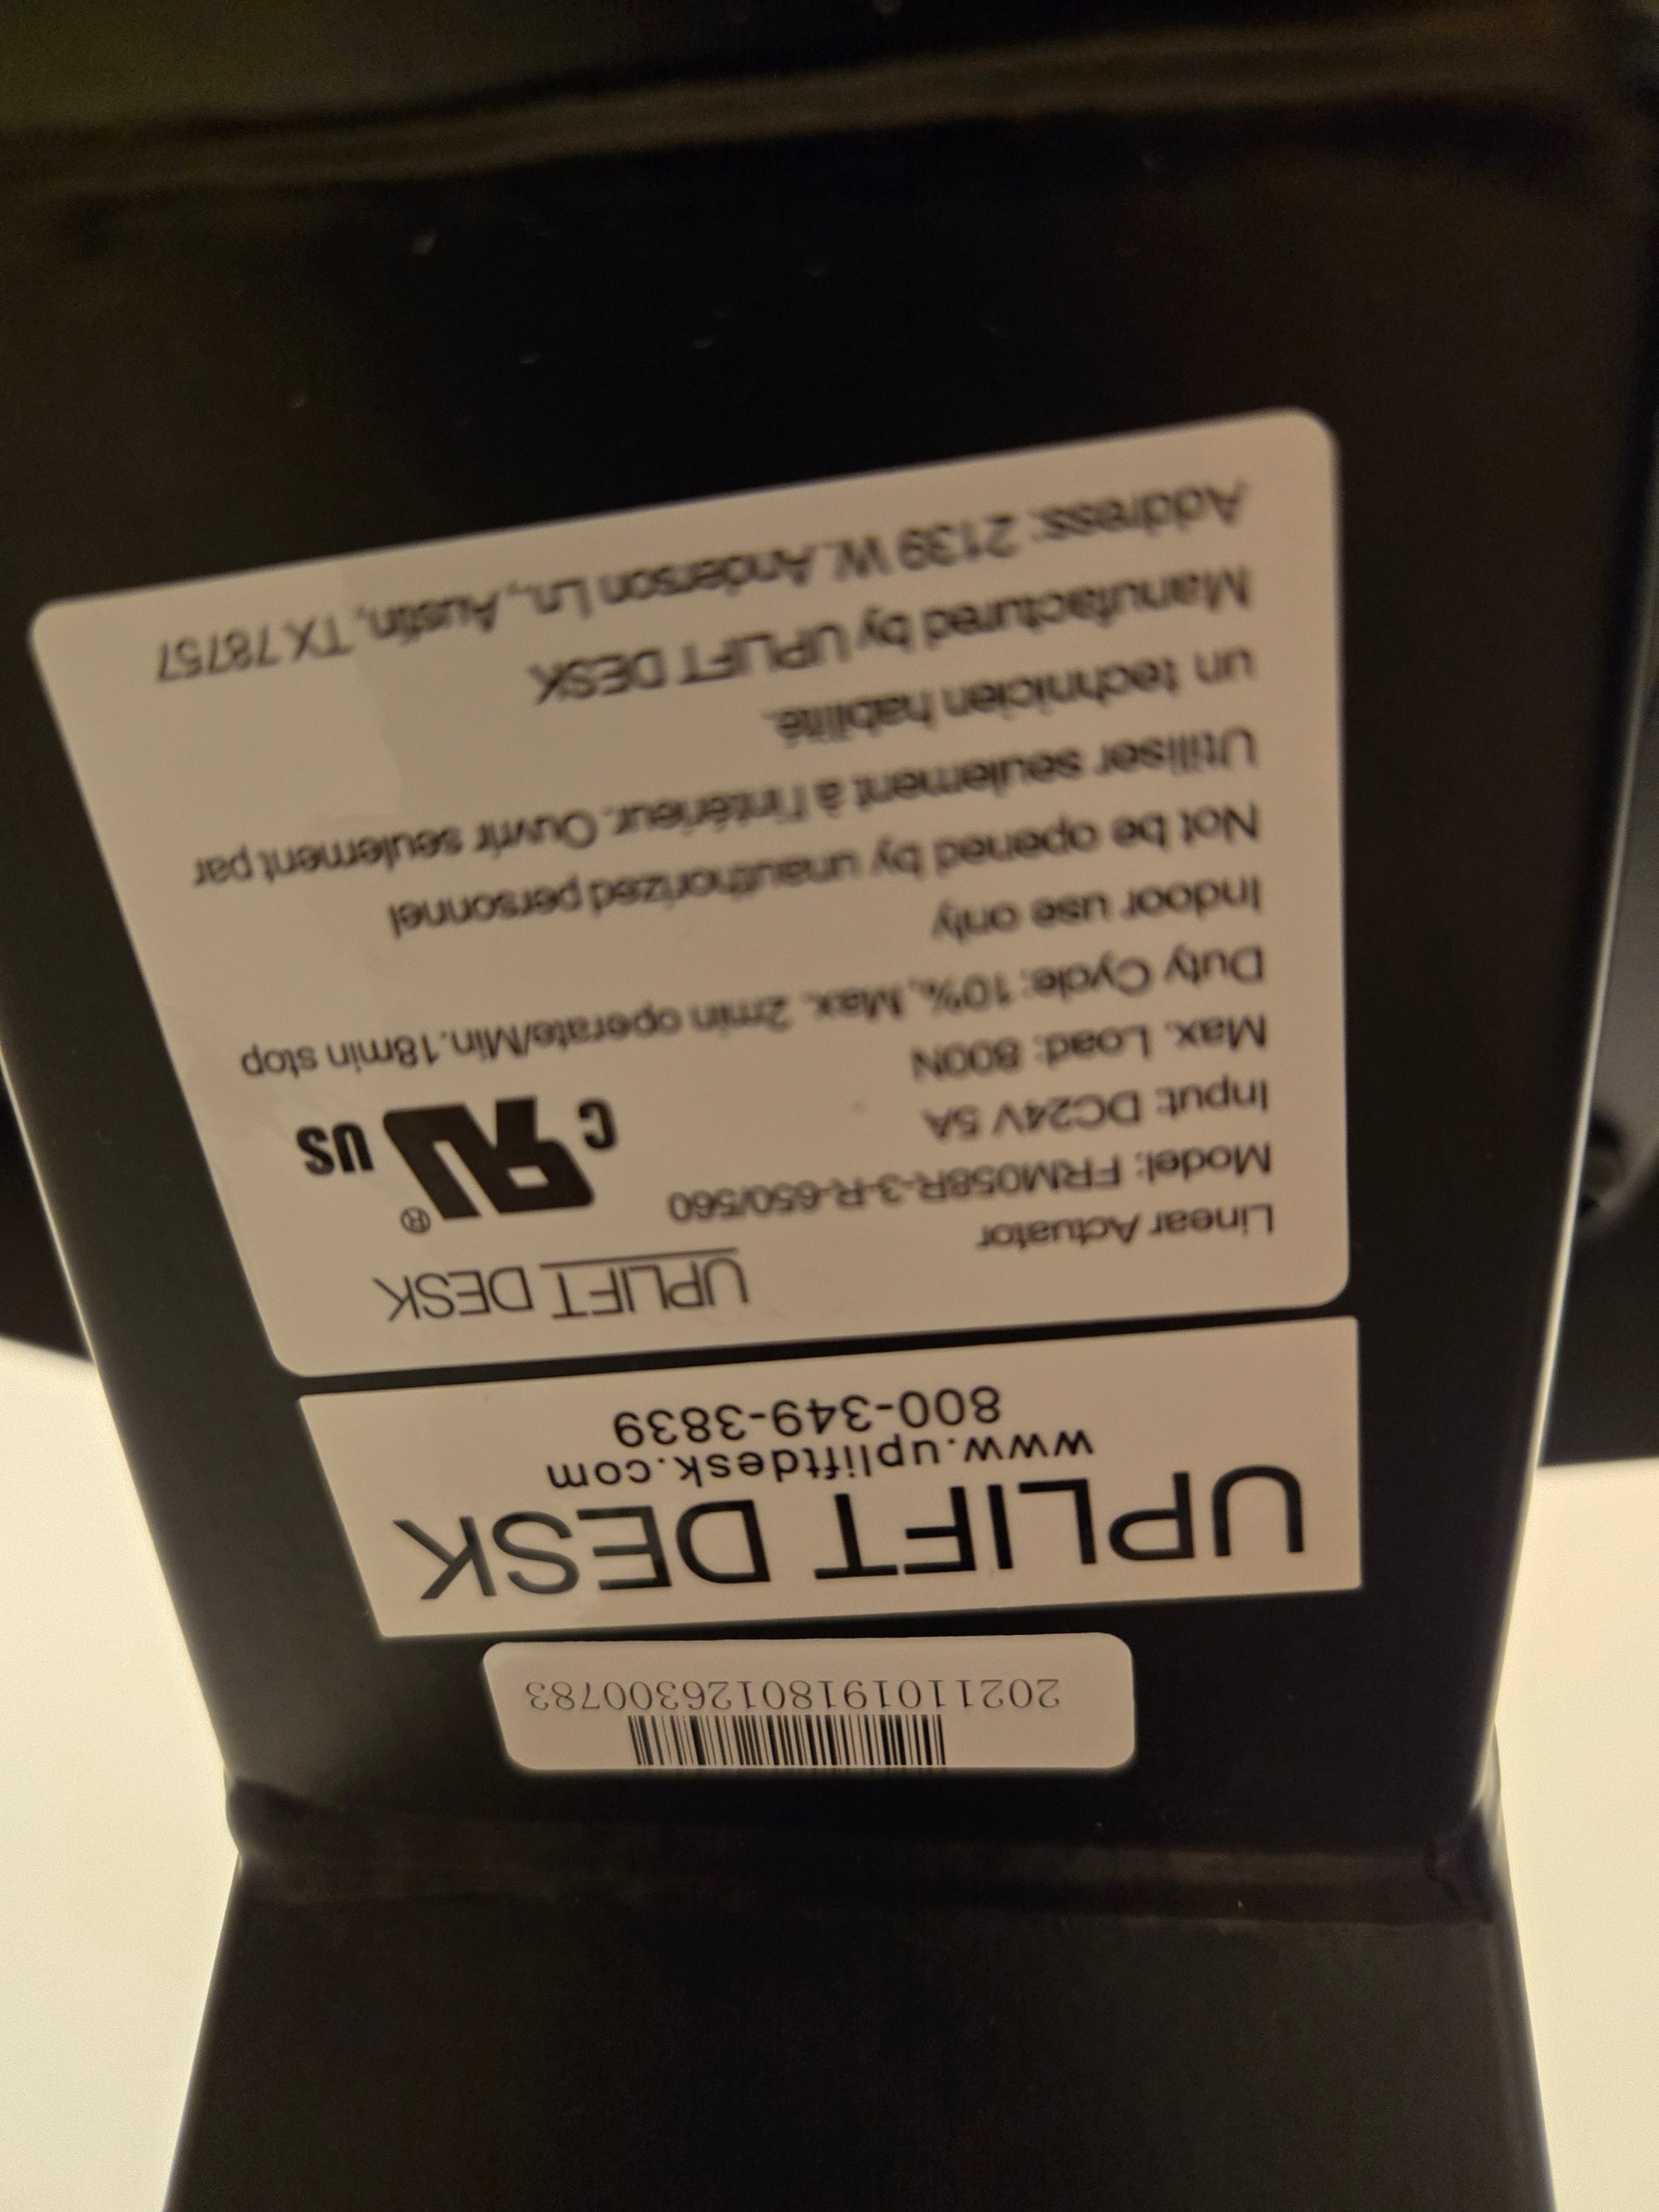 20211019180126300783
UPLIFT DESK
www.upliftdesk.com
800-349-3839
UPLIFT DESK
Linear Actuator
Model: FRM058R-3-R-650/560
Input: DC24V 5A
Max. Load: 800N
c RU ® US
Duty Cycle: 10%, Max. 2min operate/Min.18min stop
Indoor use only
Not be opened by unauthorized personnel
Utiliser seulement à l'intérieur. Ouvrir seulement par
un technicien habilité.
Manufactured by UPLIFT DESK
Address: 2139 W. Anderson Ln., Austin, TX 78757